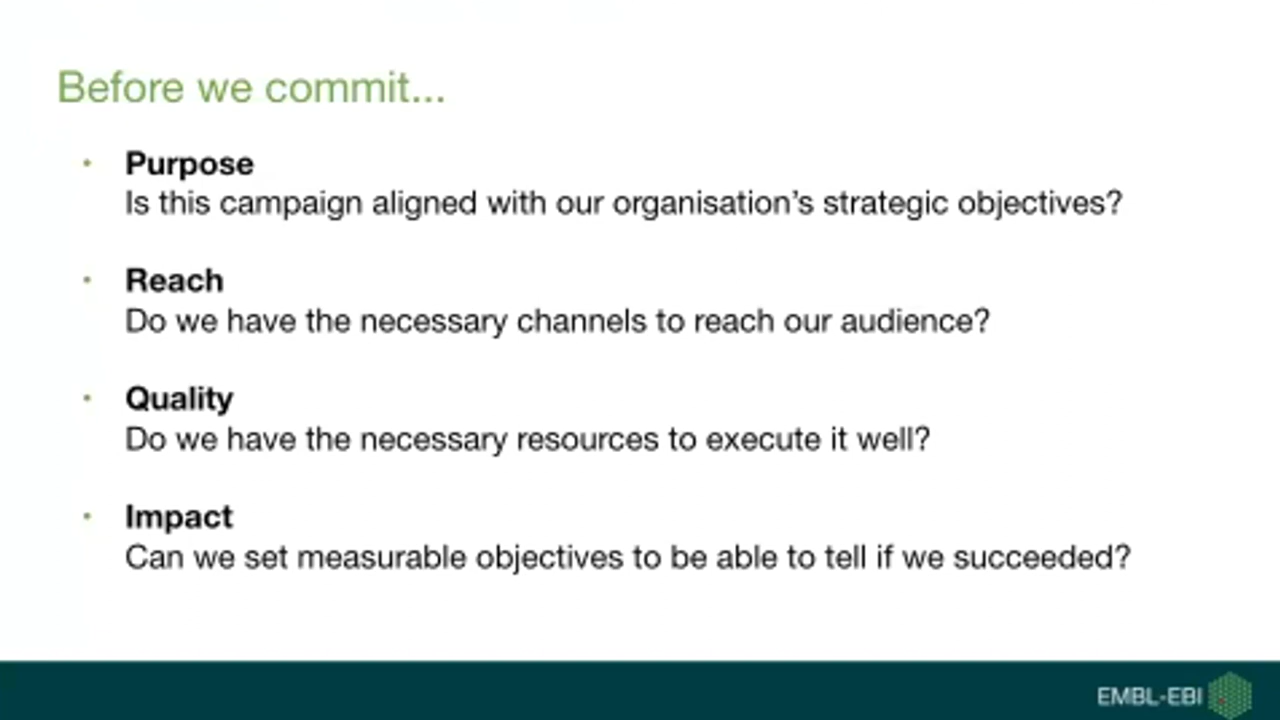 Before we commit...
• Purpose
Is this campaign aligned with our organisation’s strategic objectives?
• Reach
Do we have the necessary channels to reach our audience?
• Quality
Do we have the necessary resources to execute it well?
• Impact
Can we set measurable objectives to be able to tell if we succeeded?
EMBL-EBI